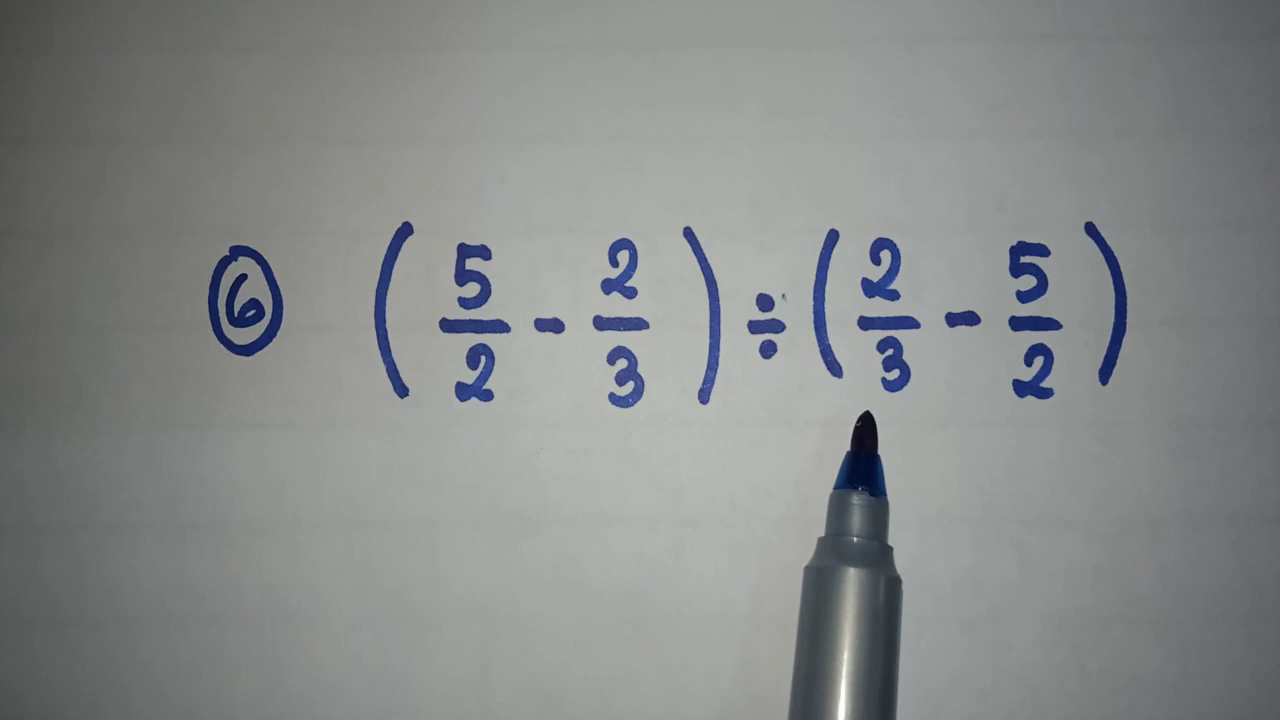 ⑥ ( 5/2 - 2/3 ) ÷ ( 2/3 - 5/2 )